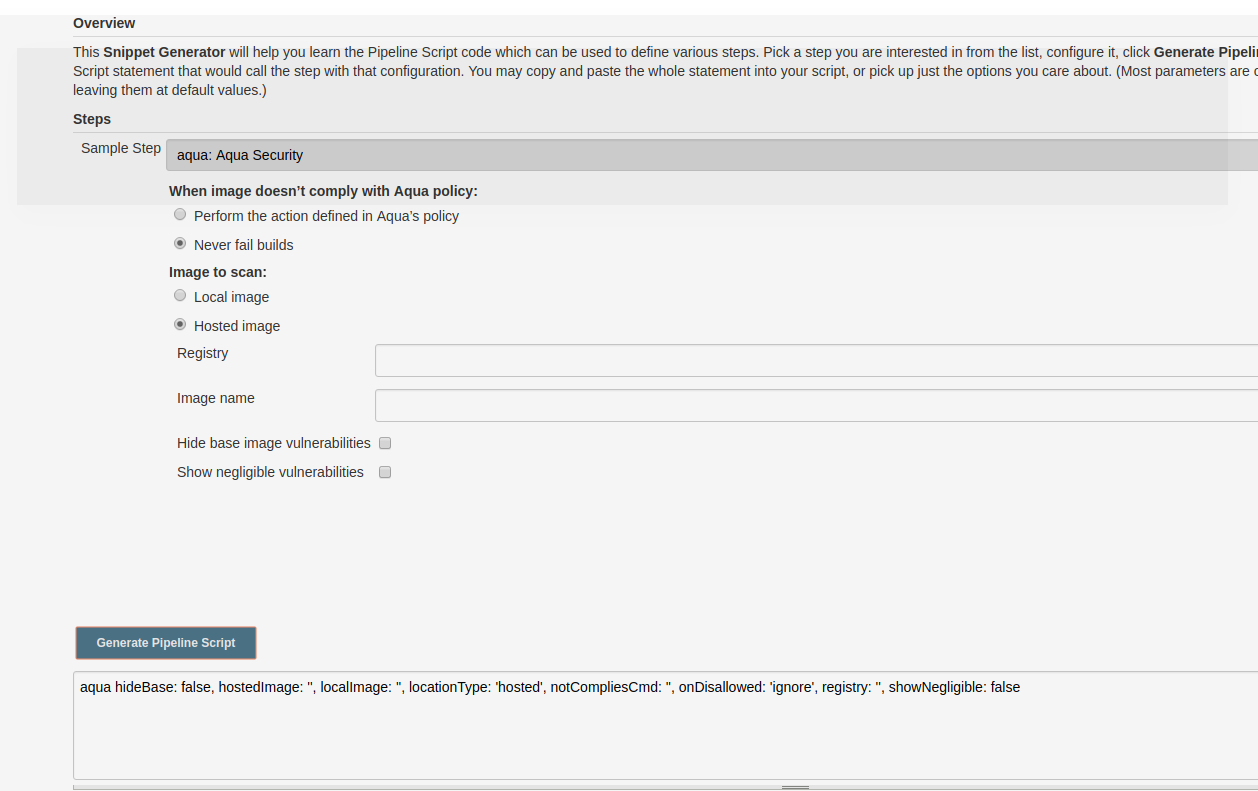 Overview
This Snippet Generator will help you learn the Pipeline Script code which can be used to define various steps. Pick a step you are interested in from the list, configure it, click Generate
Script statement that would call the step with that configuration. You may copy and paste the whole statement into your script, or pick up just the options you care about. (Most parameters are
leaving them at default values.)
Steps
Sample Step
aqua: Aqua Security
When image doesn’t comply with Aqua policy:
Perform the action defined in Aqua’s policy
Never fail builds
Image to scan:
Local image
Hosted image
Registry
Image name
Hide base image vulnerabilities
Show negligible vulnerabilities
Generate Pipeline Script
aqua hideBase: false, hostedImage: '', localImage: '', locationType: 'hosted', notCompliesCmd: '', onDisallowed: 'ignore', registry: '', showNegligible: false